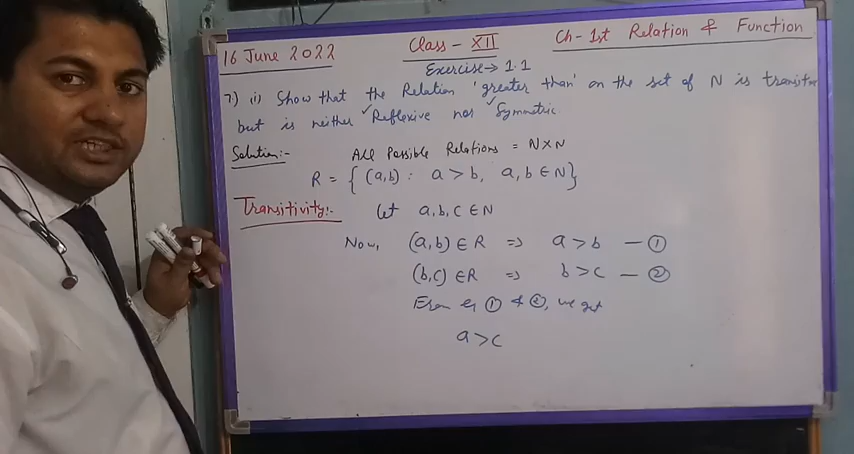 16 June 2022 Class - XII Ch - 1st Relation & Function
Exercise → 1.1
7) (i) Show that the Relation 'greater than' on the set of N is transitive
but is neither ✓Reflexive nor ✓Symmetric
Solution:- All Possible Relations = N×N
R = {(a,b) : a > b, a, b ∈ N}
Transitivity:- Let a, b, c ∈ N
Now, (a,b) ∈ R => a > b — ①
(b,c) ∈ R => b > c — ②
From eq ① & ②, we get
a > c